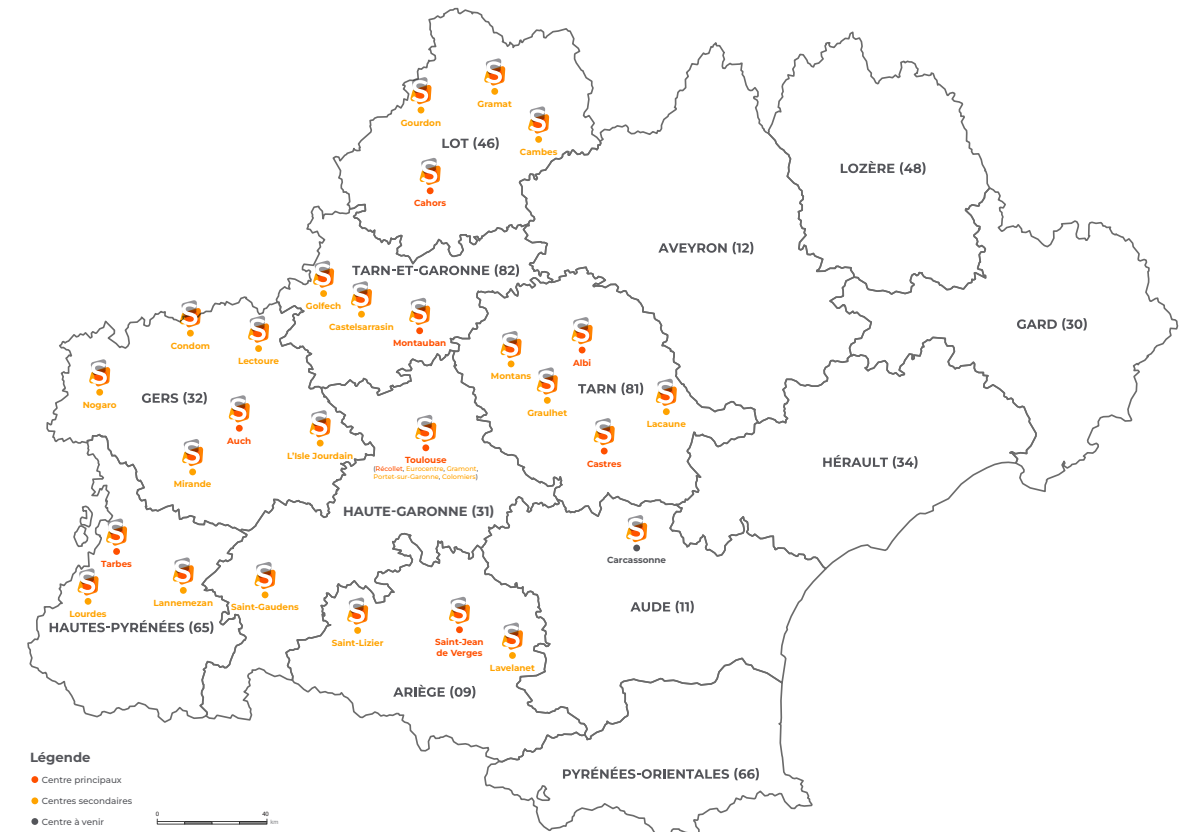 Gramat
Gourdon
Cambes
LOT (46)
Cahors
LOZÈRE (48)
AVEYRON (12)
TARN-ET-GARONNE (82)
Golfech
Castelsarrasin
Montauban
GARD (30)
Condom
Lectoure
Albi
Montans
Nogaro
GERS (32)
TARN (81)
Graulhet
Lacaune
Auch
L'Isle Jourdain
Toulouse
(Récollet, Eurocentre, Gramont,
Portet-sur-Garonne, Colomiers)
Castres
HÉRAULT (34)
Mirande
HAUTE-GARONNE (31)
Carcassonne
Tarbes
Lannemezan
Saint-Gaudens
Lourdes
HAUTES-PYRÉNÉES (65)
AUDE (11)
Saint-Lizier
Saint-Jean
de Verges
Lavelanet
ARIÈGE (09)
PYRÉNÉES-ORIENTALES (66)
Légende
Centre principaux
Centres secondaires
Centre à venir
0 40
km